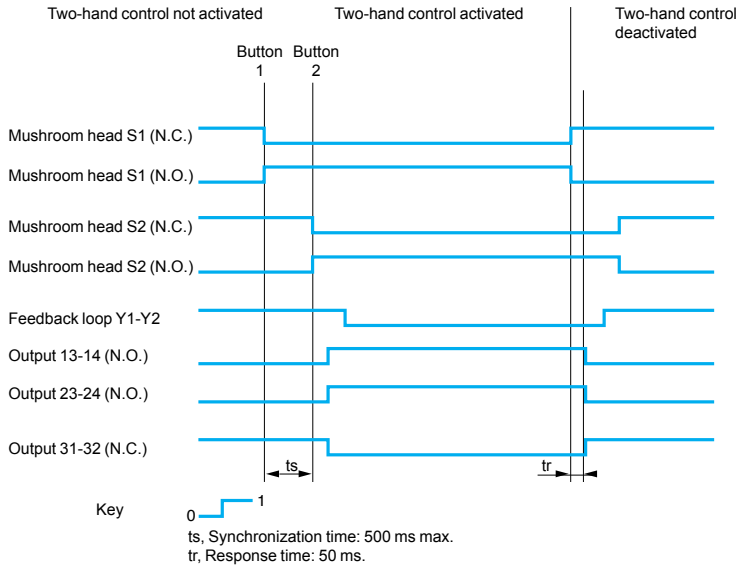 Two-hand control not activated
Two-hand control activated
Two-hand control
deactivated
Button
1
Button
2
Mushroom head S1 (N.C.)
Mushroom head S1 (N.O.)
Mushroom head S2 (N.C.)
Mushroom head S2 (N.O.)
Feedback loop Y1-Y2
Output 13-14 (N.O.)
Output 23-24 (N.O.)
Output 31-32 (N.C.)
ts
tr
Key
0
1
ts, Synchronization time: 500 ms max.
tr, Response time: 50 ms.